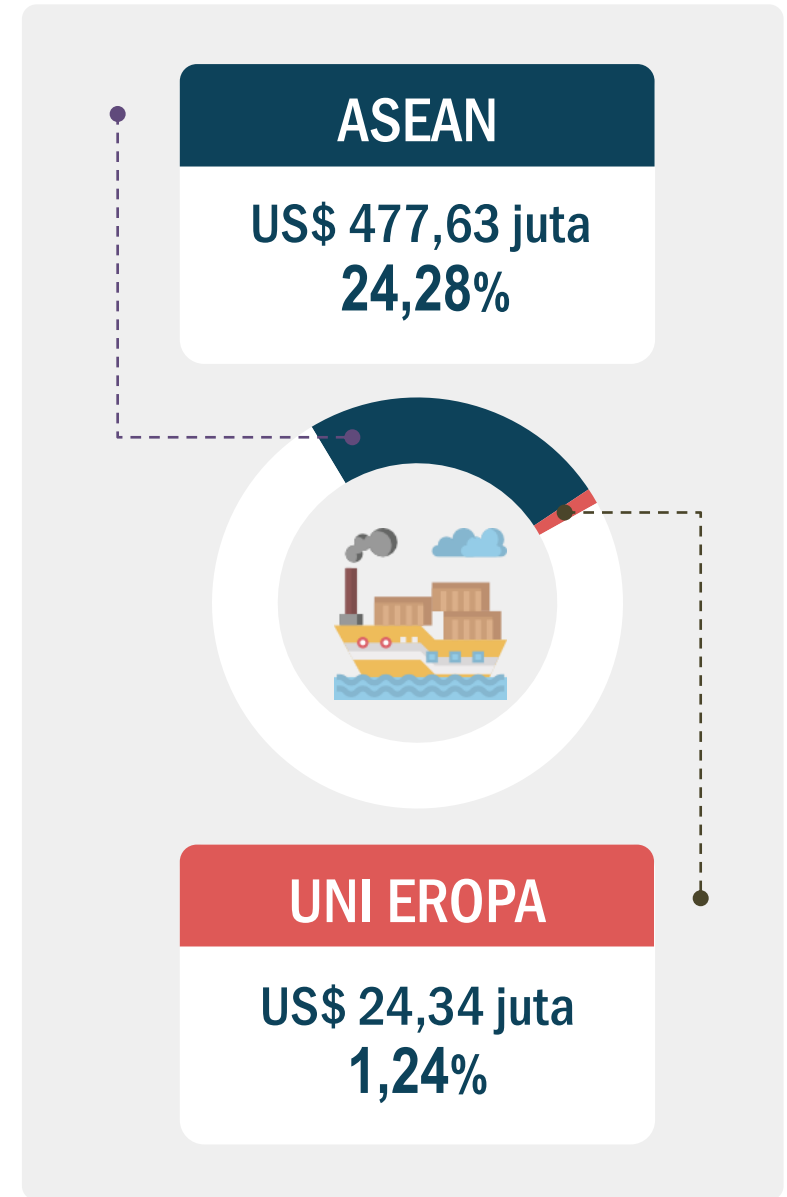 ASEAN
US$ 477,63 juta
24,28%
UNI EROPA
US$ 24,34 juta
1,24%